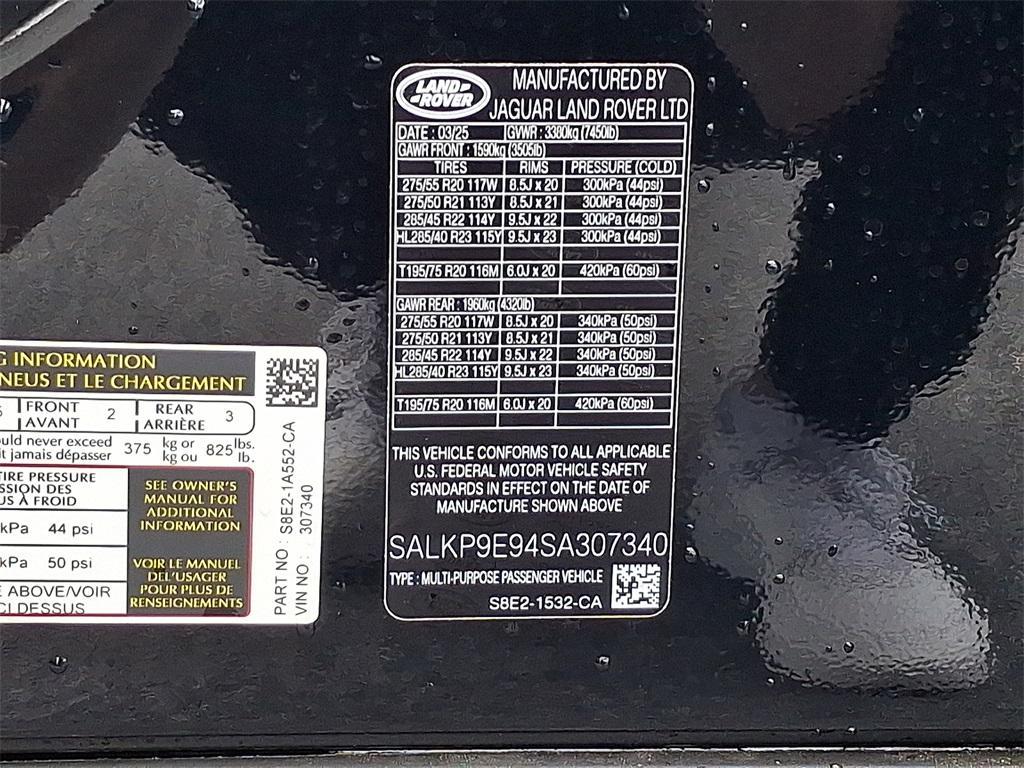 LAND ROVER
MANUFACTURED BY
JAGUAR LAND ROVER LTD
DATE : 03/25 GVWR : 3380kg (7450lb)
GAWR FRONT : 1590kg (3505lb)
TIRES RIMS PRESSURE (COLD)
275/55 R20 117W 8.5J x 20 300kPa (44psi)
275/50 R21 113Y 8.5J x 21 300kPa (44psi)
285/45 R22 114Y 9.5J x 22 300kPa (44psi)
HL285/40 R23 115Y 9.5J x 23 300kPa (44psi)
T195/75 R20 116M 6.0J x 20 420kPa (60psi)
GAWR REAR : 1960kg (4320lb)
275/55 R20 117W 8.5J x 20 340kPa (50psi)
275/50 R21 113Y 8.5J x 21 340kPa (50psi)
285/45 R22 114Y 9.5J x 22 340kPa (50psi)
HL285/40 R23 115Y 9.5J x 23 340kPa (50psi)
T195/75 R20 116M 6.0J x 20 420kPa (60psi)
THIS VEHICLE CONFORMS TO ALL APPLICABLE
U.S. FEDERAL MOTOR VEHICLE SAFETY
STANDARDS IN EFFECT ON THE DATE OF
MANUFACTURE SHOWN ABOVE
SALKP9E94SA307340
TYPE : MULTI-PURPOSE PASSENGER VEHICLE
S8E2-1532-CA
G INFORMATION
NEUS ET LE CHARGEMENT
FRONT 2 REAR 3
AVANT ARRIÈRE
uld never exceed 375 kg or 825 lbs.
it jamais dépasser kg ou lb.
TIRE PRESSURE
SSION DES
US À FROID
kPa 44 psi
kPa 50 psi
E ABOVE/VOIR
CI DESSUS
SEE OWNER'S
MANUAL FOR
ADDITIONAL
INFORMATION
VOIR LE MANUEL
DEL'USAGER
POUR PLUS DE
RENSEIGNEMENTS
PART NO : S8E2-1A552-CA
VIN NO : 307340